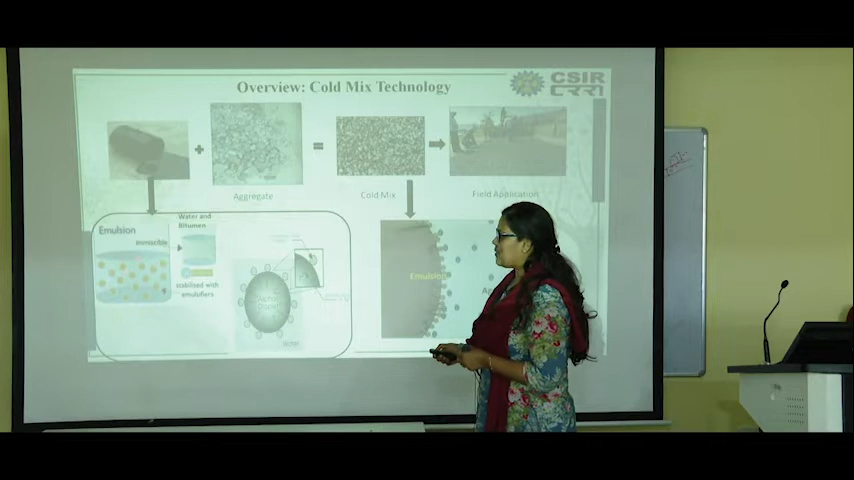 Overview: Cold Mix Technology
CSIR
CRRI
Aggregate
Cold Mix
Field Application
Emulsion
immiscible
Water and
Bitumen
stabilised with
emulsifiers
Emulsion